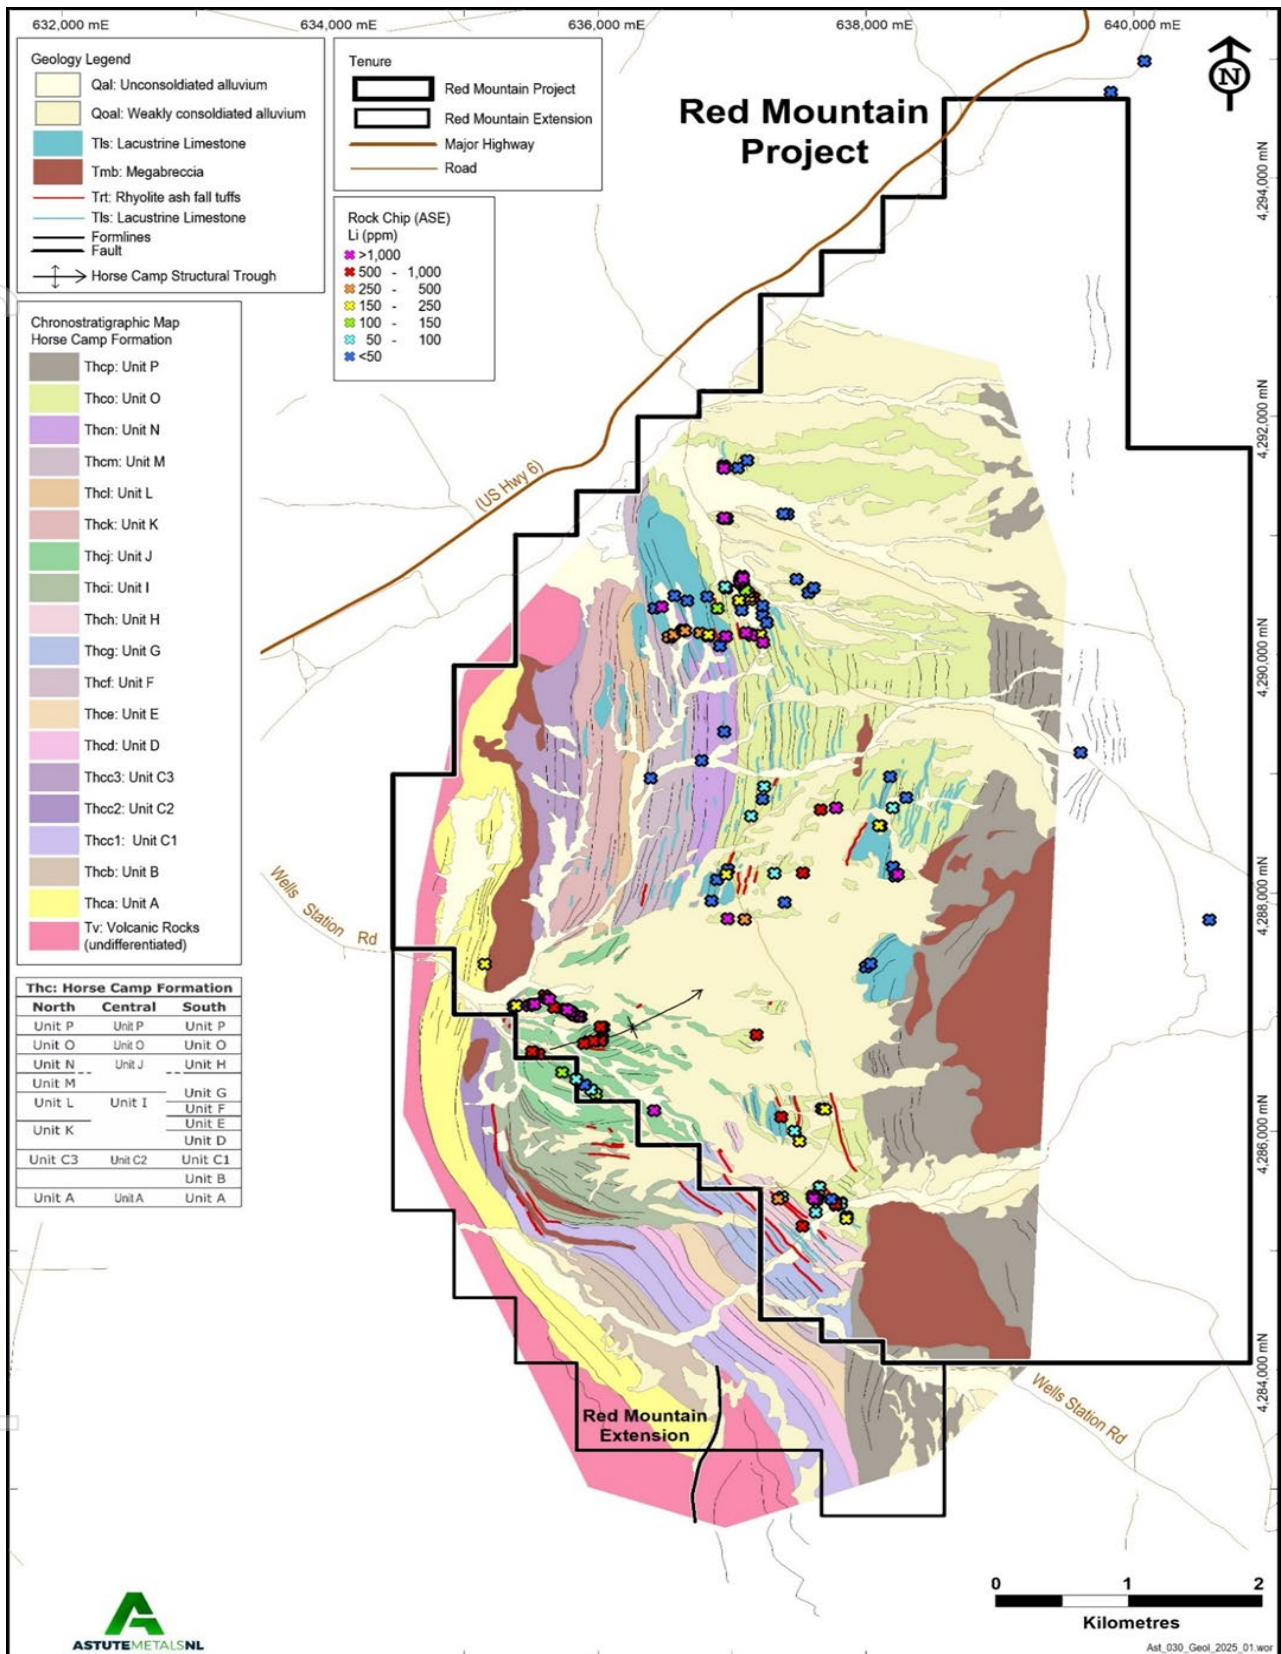 632,000 mE
634,000 mE
636,000 mE
638,000 mE
640,000 mE
Geology Legend
Qal: Unconsoldiated alluvium
Qoal: Weakly consoldiated alluvium
Tls: Lacustrine Limestone
Tmb: Megabreccia
Trt: Rhyolite ash fall tuffs
Tls: Lacustrine Limestone
Formlines
Fault
Horse Camp Structural Trough
Tenure
Red Mountain Project
Red Mountain Extension
Major Highway
Road
Red Mountain
Project
N
Rock Chip (ASE)
Li (ppm)
>1,000
500 - 1,000
250 - 500
150 - 250
100 - 150
50 - 100
<50
Chronostratigraphic Map
Horse Camp Formation
Thcp: Unit P
Thco: Unit O
Thcn: Unit N
Thcm: Unit M
Thcl: Unit L
Thck: Unit K
Thcj: Unit J
Thci: Unit I
Thch: Unit H
Thcg: Unit G
Thcf: Unit F
Thce: Unit E
Thcd: Unit D
Thcc3: Unit C3
Thcc2: Unit C2
Thcc1: Unit C1
Thcb: Unit B
Thca: Unit A
Tv: Volcanic Rocks
(undifferentiated)
Thc: Horse Camp Formation
North Central South
Unit P Unit P Unit P
Unit O Unit O Unit O
Unit N Unit J Unit H
Unit M
Unit G
Unit L Unit I
Unit F
Unit E
Unit K
Unit D
Unit C3 Unit C2 Unit C1
Unit B
Unit A Unit A Unit A
(US Hwy 6)
Wells Station Rd
4,294,000 mN
4,292,000 mN
4,290,000 mN
4,288,000 mN
4,286,000 mN
4,284,000 mN
Wells Station Rd
Red Mountain
Extension
0 1 2
Kilometres
ASTUTEMETALSNL
Ast_030_Geol_2025_01.wor